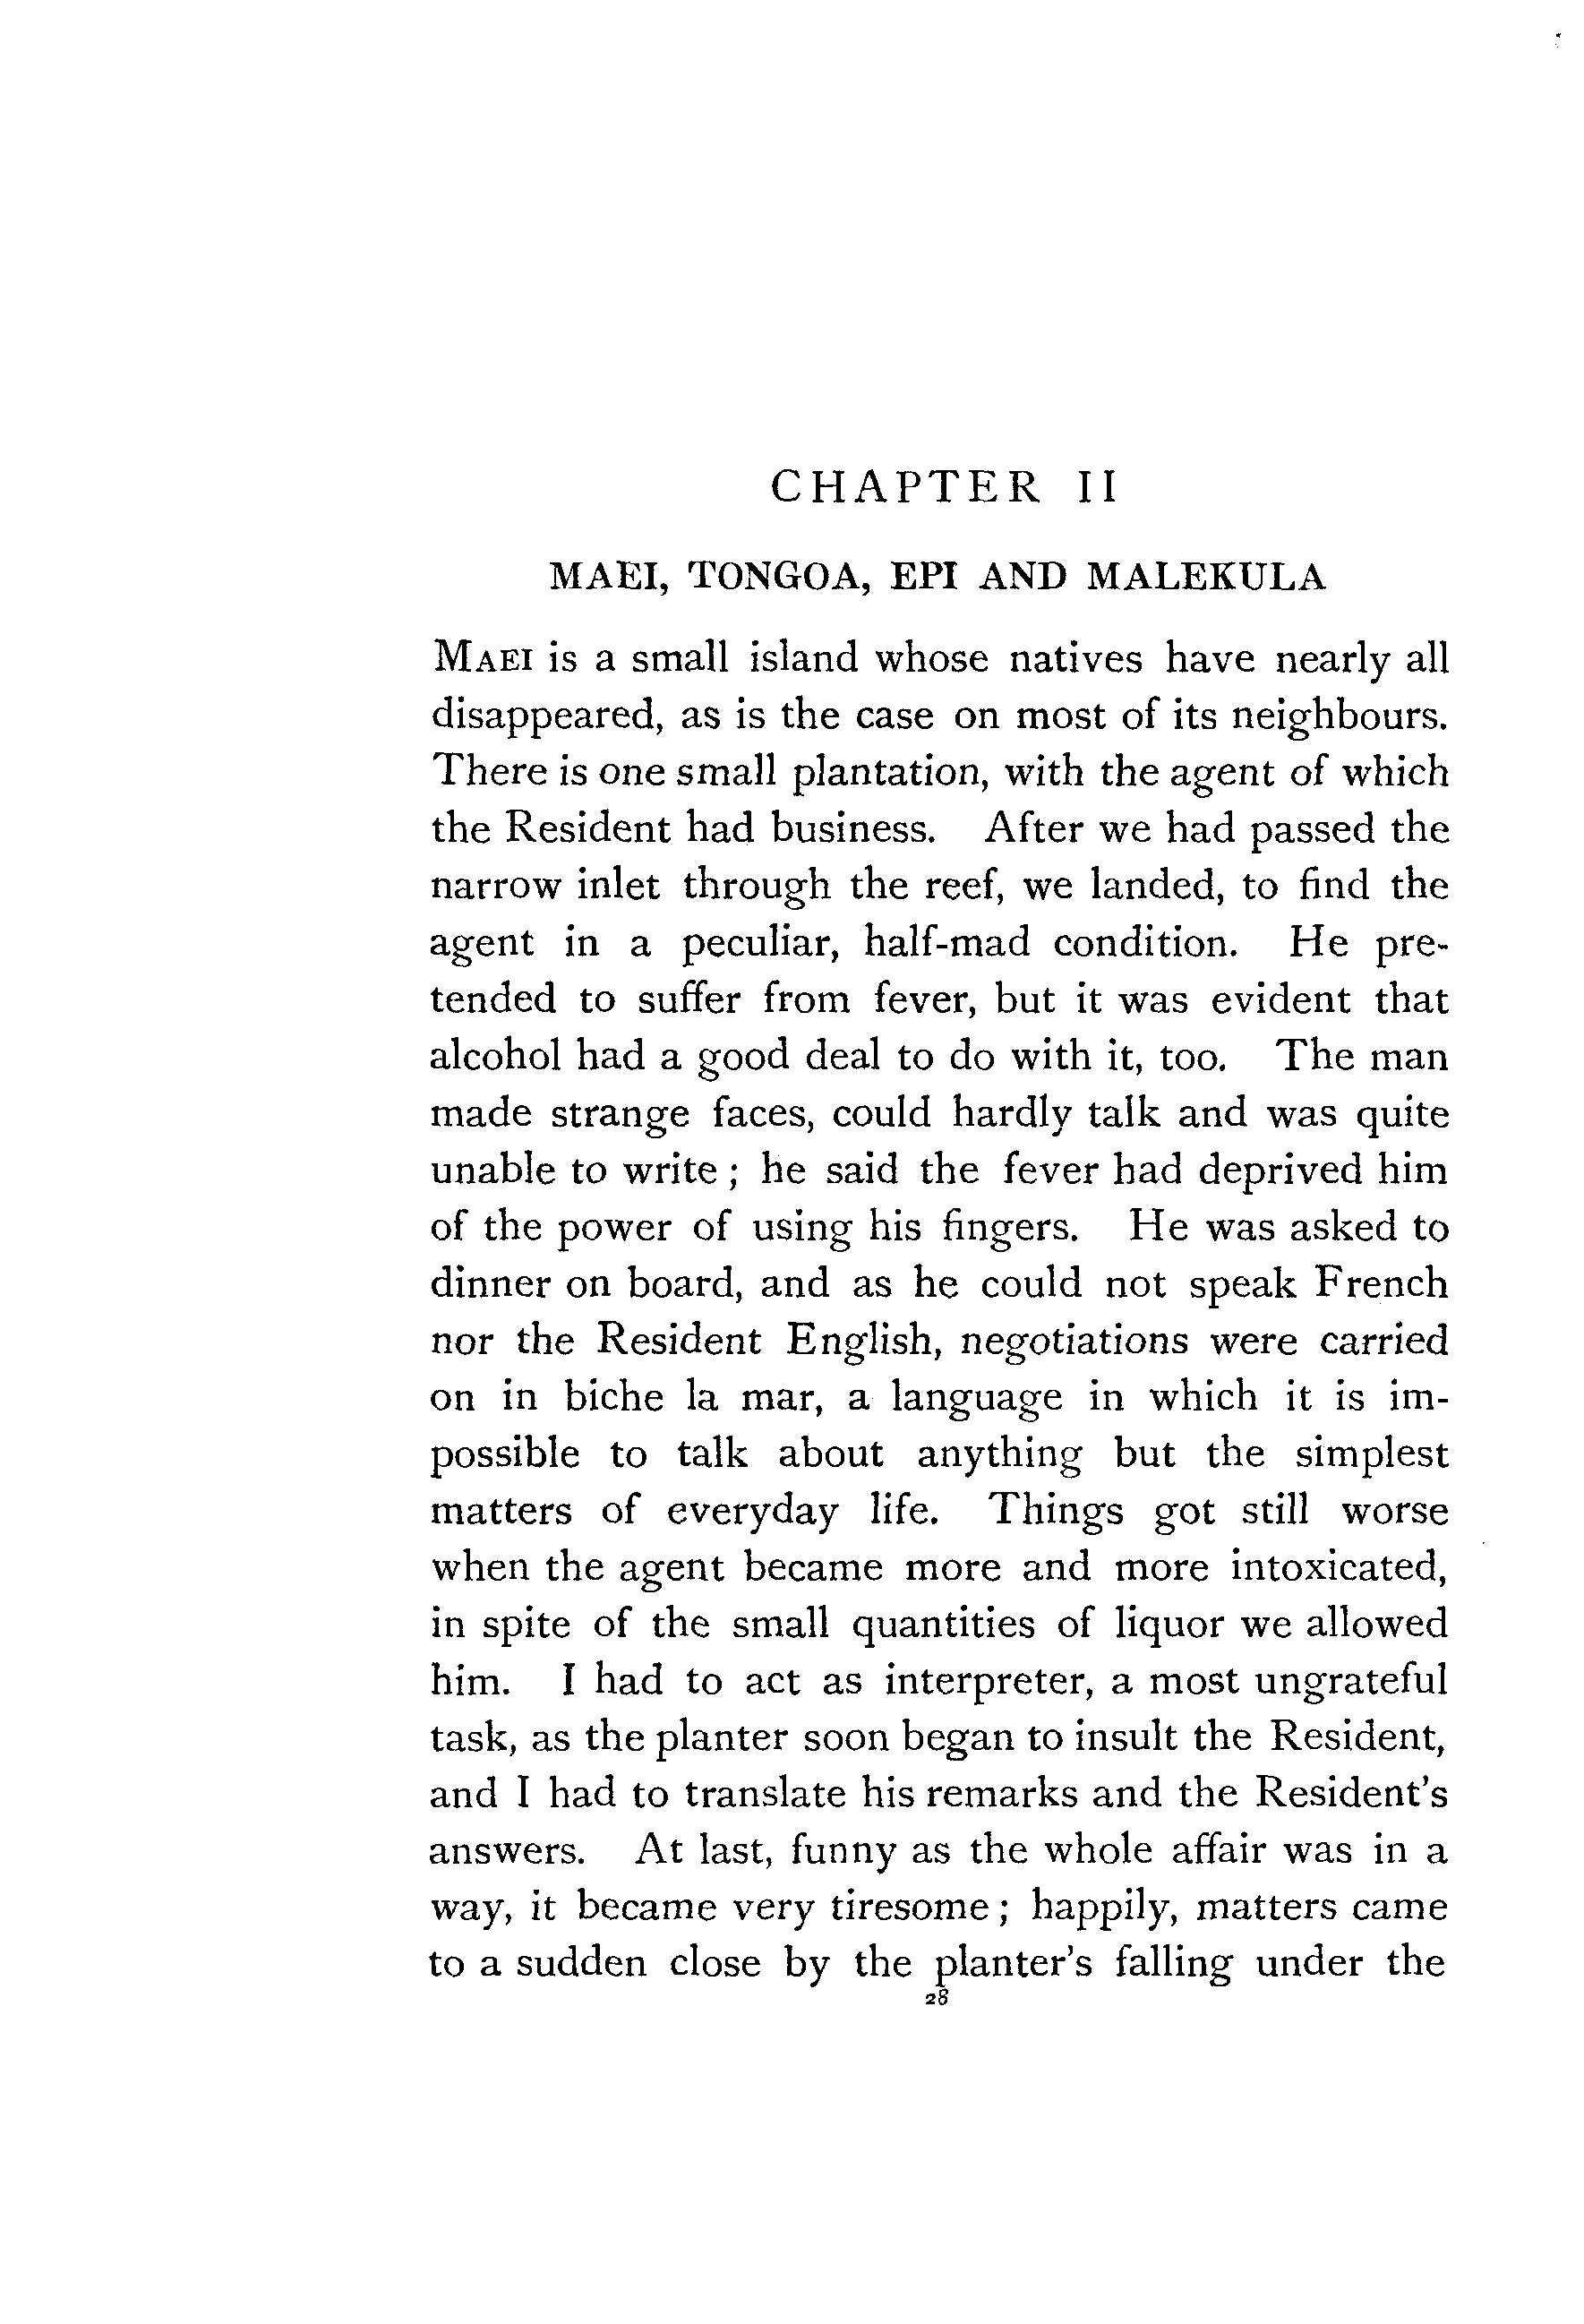 CHAPTER II
MAEI, TONGOA, EPI AND MALEKULA
MAEI is a small island whose natives have nearly all
disappeared, as is the case on most of its neighbours.
There is one small plantation, with the agent of which
the Resident had business. After we had passed the
narrow inlet through the reef, we landed, to find the
agent in a peculiar, half-mad condition. He pre-
tended to suffer from fever, but it was evident that
alcohol had a good deal to do with it, too. The man
made strange faces, could hardly talk and was quite
unable to write ; he said the fever had deprived him
of the power of using his fingers. He was asked to
dinner on board, and as he could not speak French
nor the Resident English, negotiations were carried
on in biche la mar, a language in which it is im-
possible to talk about anything but the simplest
matters of everyday life. Things got still worse
when the agent became more and more intoxicated,
in spite of the small quantities of liquor we allowed
him. I had to act as interpreter, a most ungrateful
task, as the planter soon began to insult the Resident,
and I had to translate his remarks and the Resident's
answers. At last, funny as the whole affair was in a
way, it became very tiresome ; happily, matters came
to a sudden close by the planter's falling under the
28